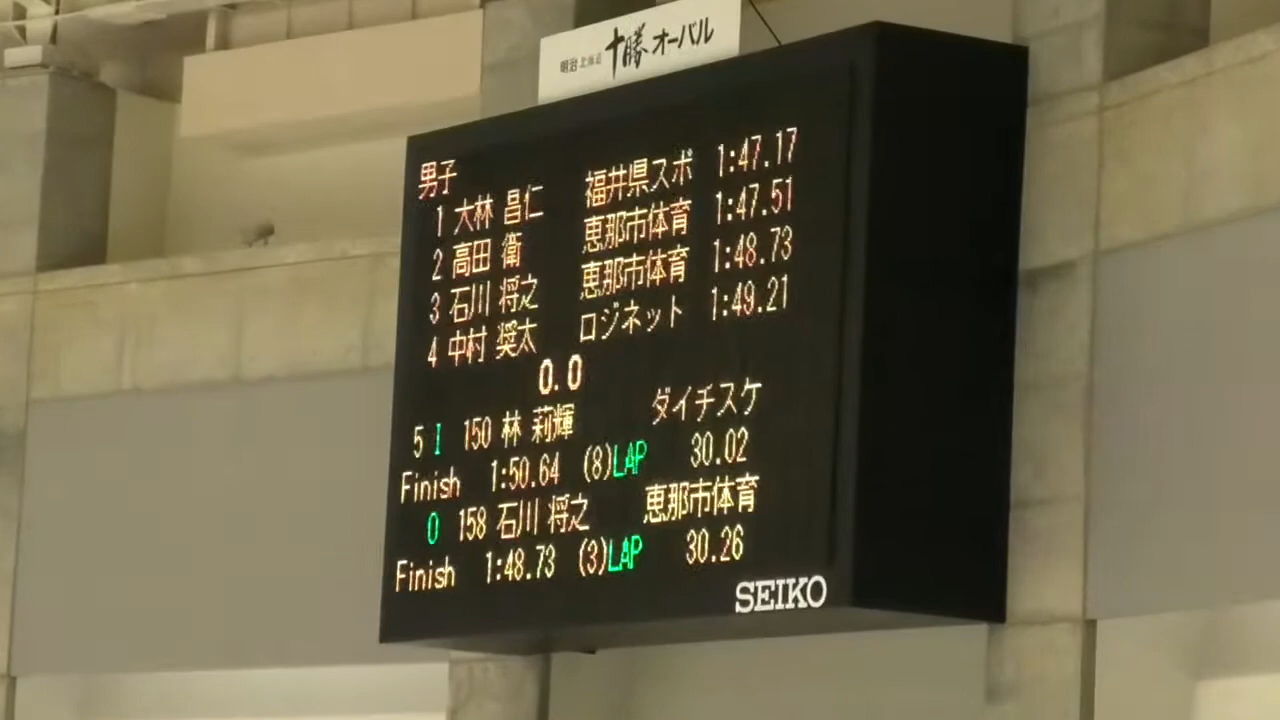 明治北海道十勝オーバル
男子
1 大林 昌仁 福井県スポ 1:47.17
2 高田 衛 恵那市体育 1:47.51
3 石川 将之 恵那市体育 1:48.73
4 中村 奨太 ロジネット 1:49.21
0.0
5 I 150 林 莉輝 ダイチスケ
Finish 1:50.64 (8)LAP 30.02
O 158 石川 将之 恵那市体育
Finish 1:48.73 (3)LAP 30.26
SEIKO